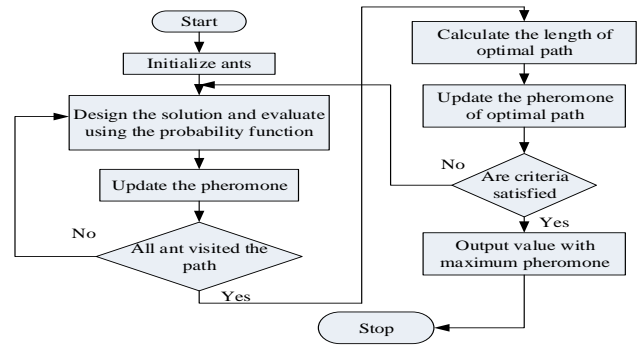 Start
Initialize ants
Design the solution and evaluate
using the probability function
Update the pheromone
No
All ant visited the
path
Yes
Calculate the length of
optimal path
Update the pheromone
of optimal path
No
Are criteria
satisfied
Yes
Output value with
maximum pheromone
Stop